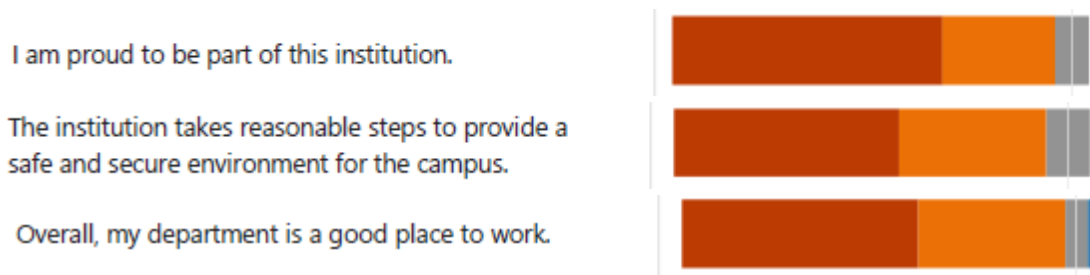 I am proud to be part of this institution.
The institution takes reasonable steps to provide a
safe and secure environment for the campus.
Overall, my department is a good place to work.